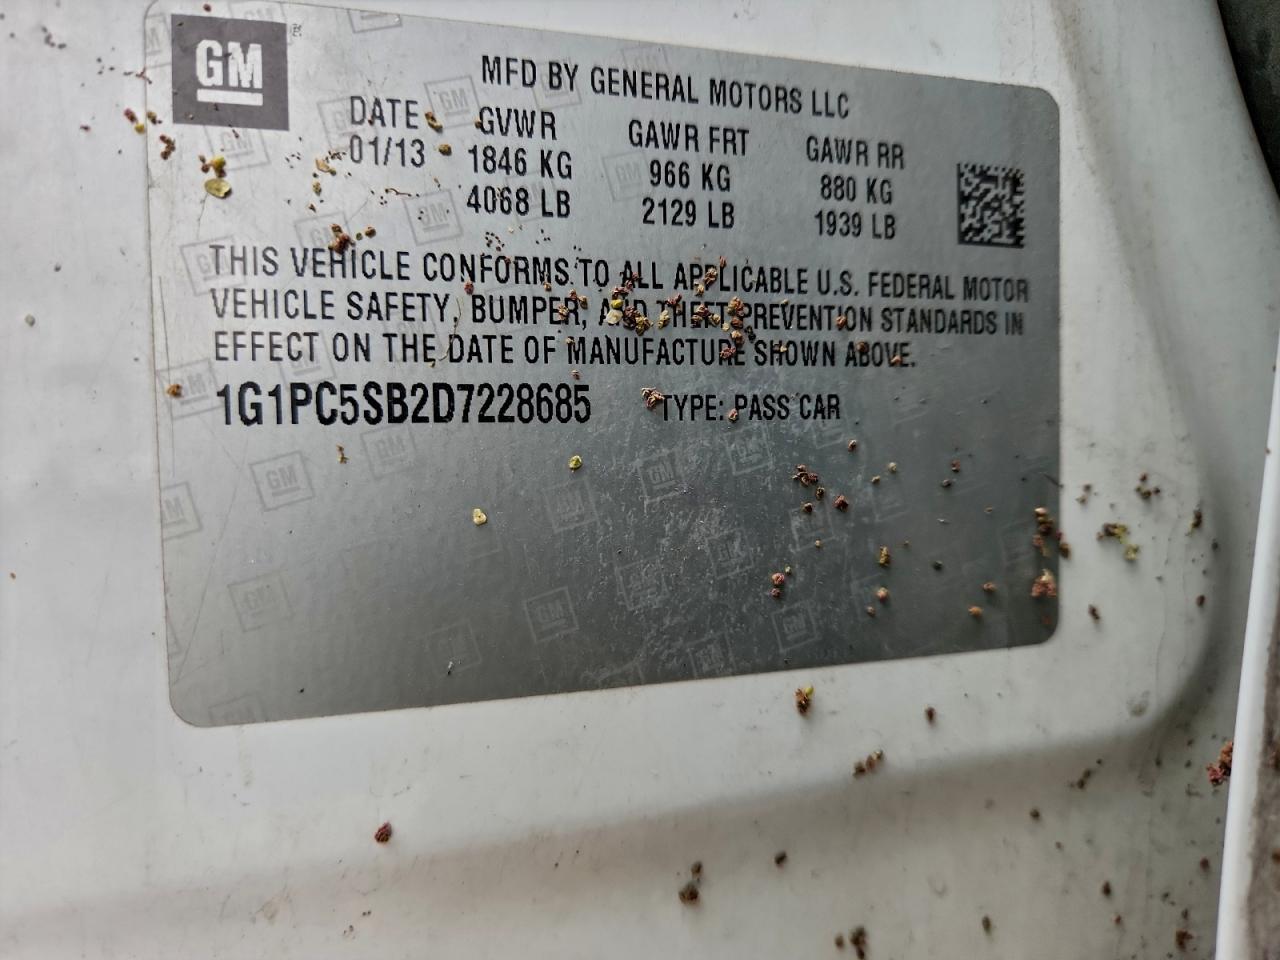 GM
MFD BY GENERAL MOTORS LLC
DATE GVWR GAWR FRT GAWR RR
01/13 1846 KG 966 KG 880 KG
4068 LB 2129 LB 1939 LB
THIS VEHICLE CONFORMS TO ALL APPLICABLE U.S. FEDERAL MOTOR
VEHICLE SAFETY, BUMPER, AND THEFT PREVENTION STANDARDS IN
EFFECT ON THE DATE OF MANUFACTURE SHOWN ABOVE.
1G1PC5SB2D7228685 TYPE: PASS CAR